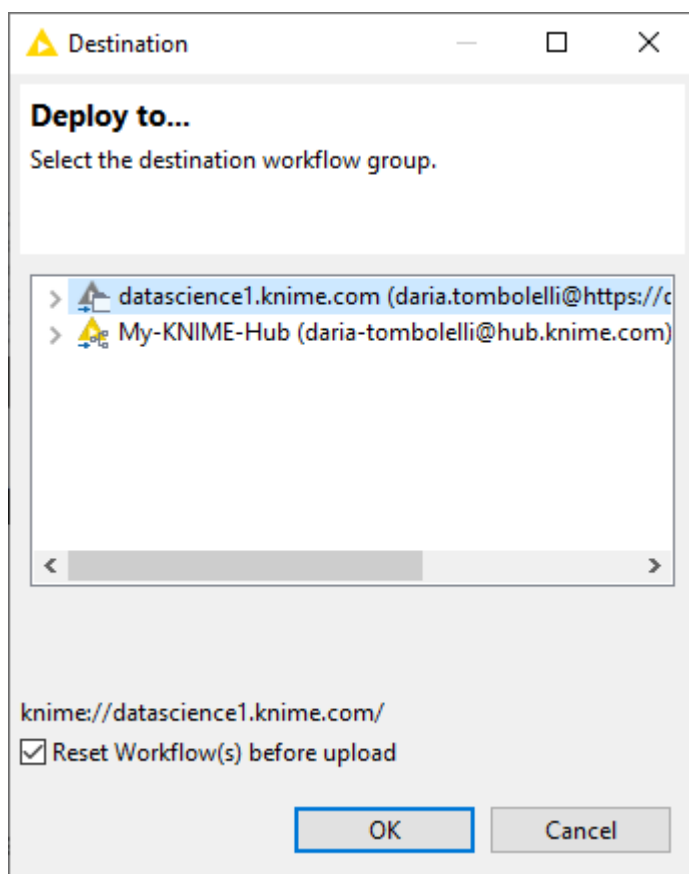 Destination
Deploy to...
Select the destination workflow group.
datascience1.knime.com (daria.tombolelli@https://
My-KNIME-Hub (daria-tombolelli@hub.knime.com)
knime://datascience1.knime.com/
Reset Workflow(s) before upload
OK
Cancel